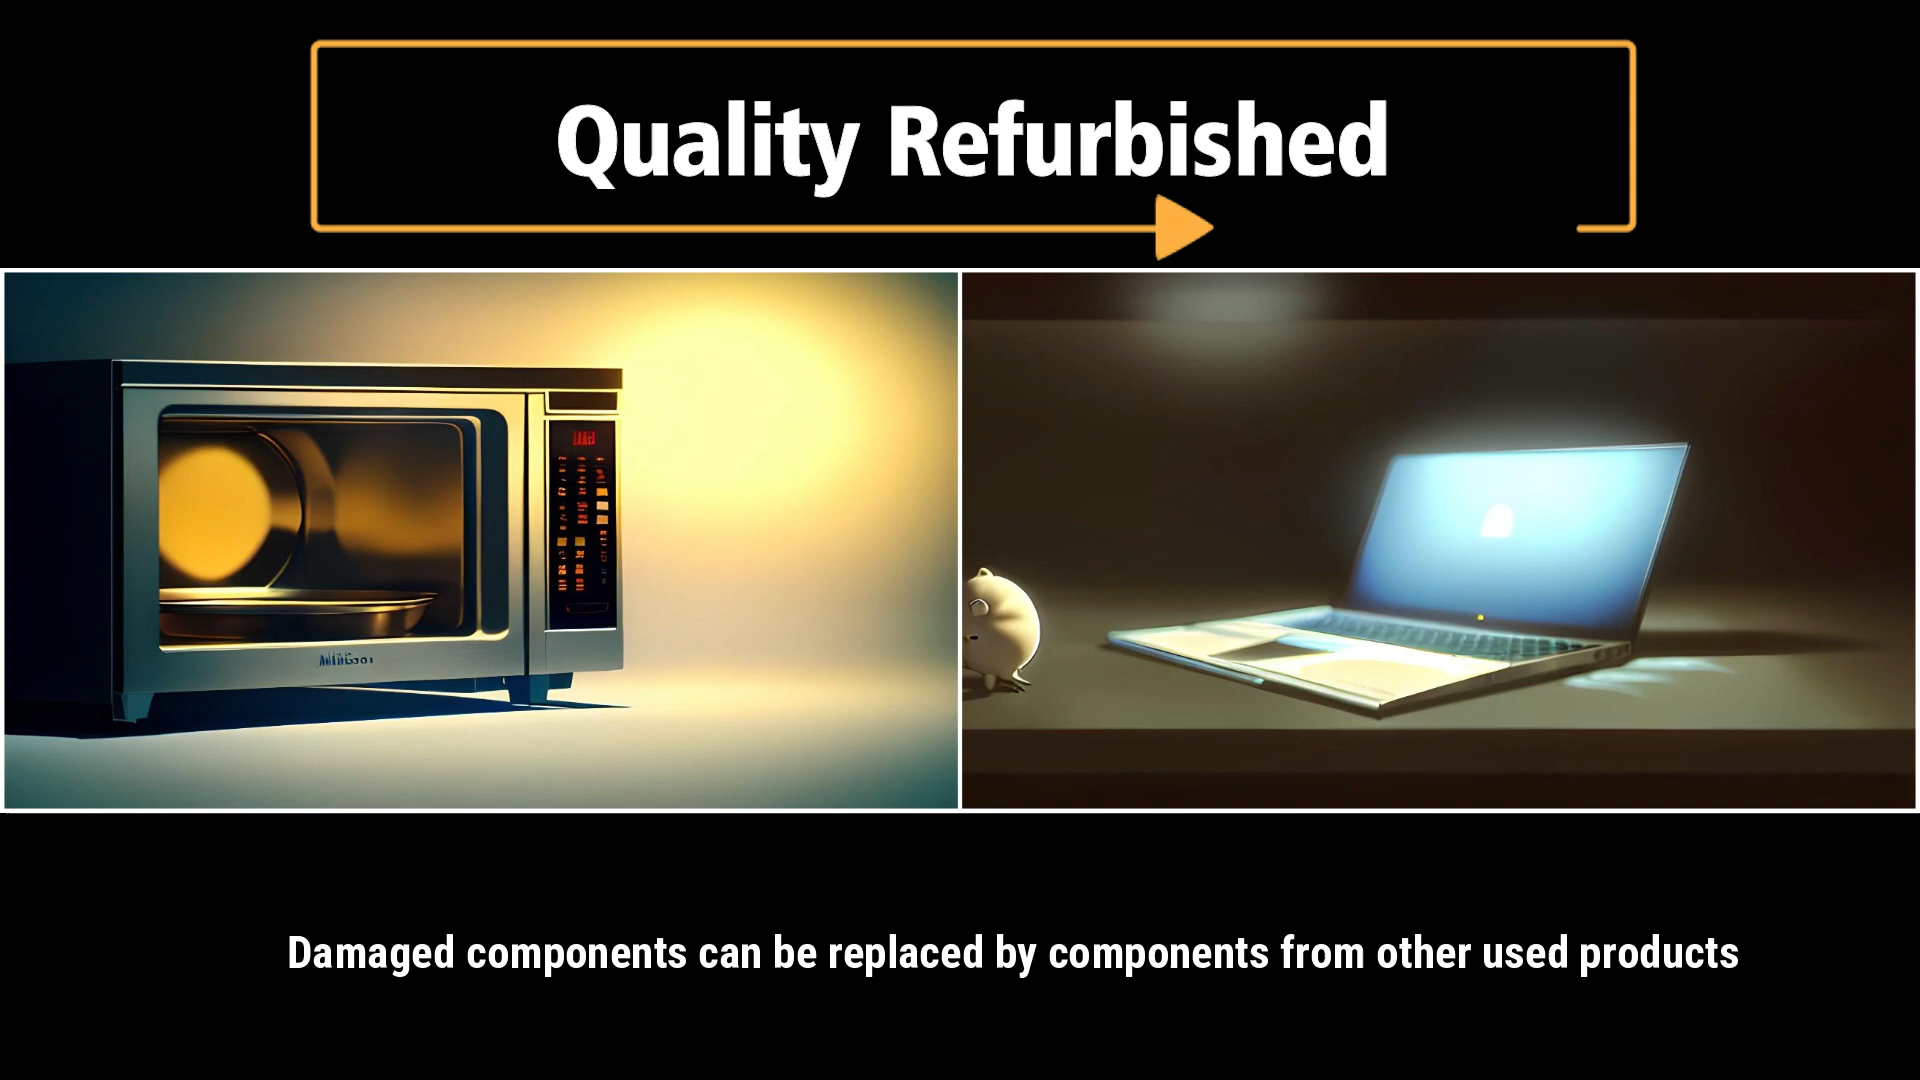 Quality Refurbished
Damaged components can be replaced by components from other used products